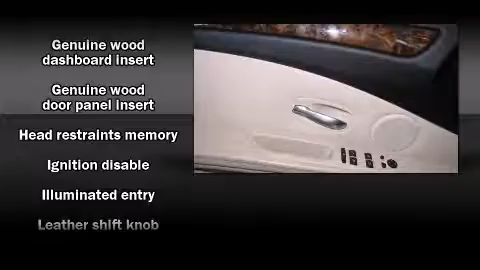 Genuine wood
dashboard insert
Genuine wood
door panel insert
Head restraints memory
Ignition disable
Illuminated entry
Leather shift knob